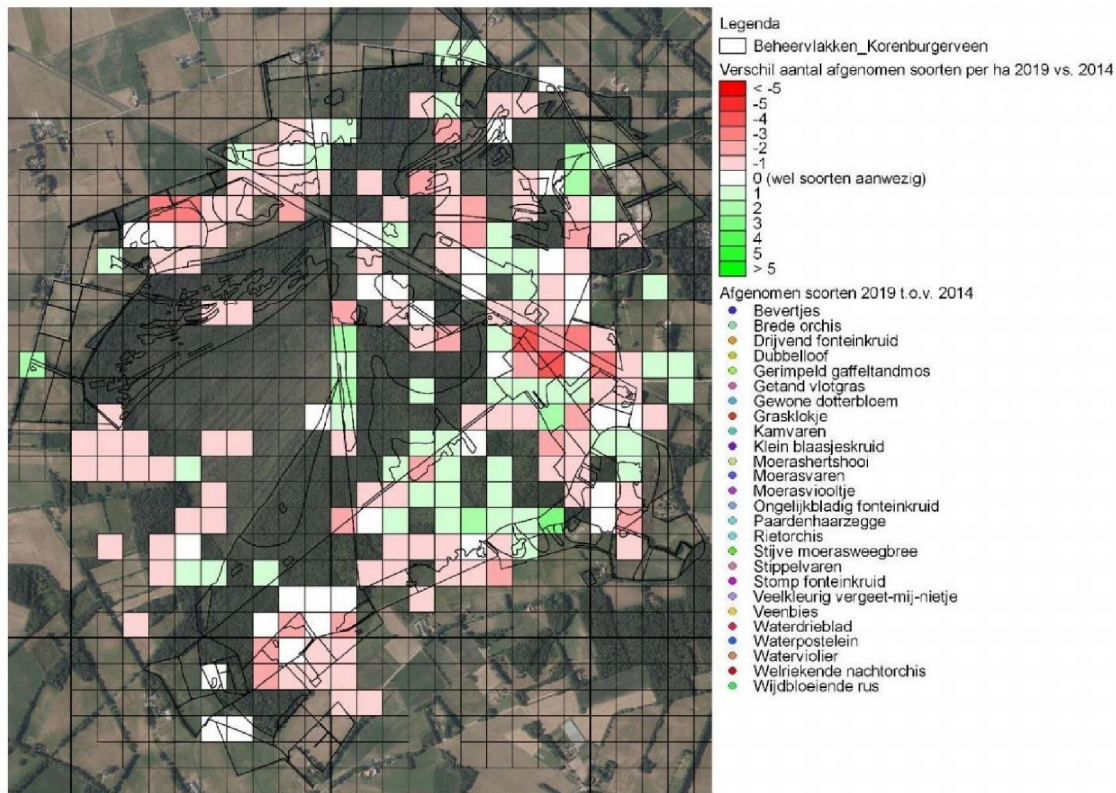 Legenda
Beheervlakken_Korenburgerveen
Verschil aantal afgenomen soorten per ha 2019 vs. 2014
< -5
-5
-4
-3
-2
-1
0 (wel soorten aanwezig)
1
2
3
4
5
> 5
Afgenomen soorten 2019 t.o.v. 2014
Bevertjes
Brede orchis
Drijvend fonteinkruid
Dubbelloof
Gerimpeld gaffeltandmos
Getand vlotgras
Gewone dotterbloem
Grasklokje
Kamvaren
Klein blaasjeskruid
Moerashertshooi
Moerasvaren
Moerasviooltje
Ongelijkbladig fonteinkruid
Paardenhaarzegge
Rietorchis
Stijve moerasweegbree
Stippelvaren
Stomp fonteinkruid
Veelkleurig vergeet-mij-nietje
Veenbies
Waterdrieblad
Waterpostelein
Waterviolier
Welriekende nachtorchis
Wijdbloeiende rus